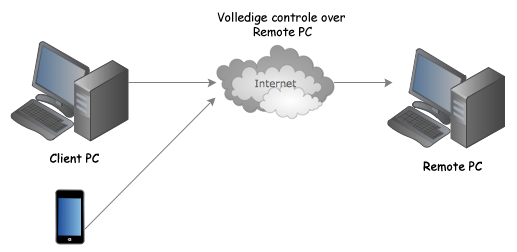 Volledige controle over
Remote PC
Internet
Client PC
Remote PC